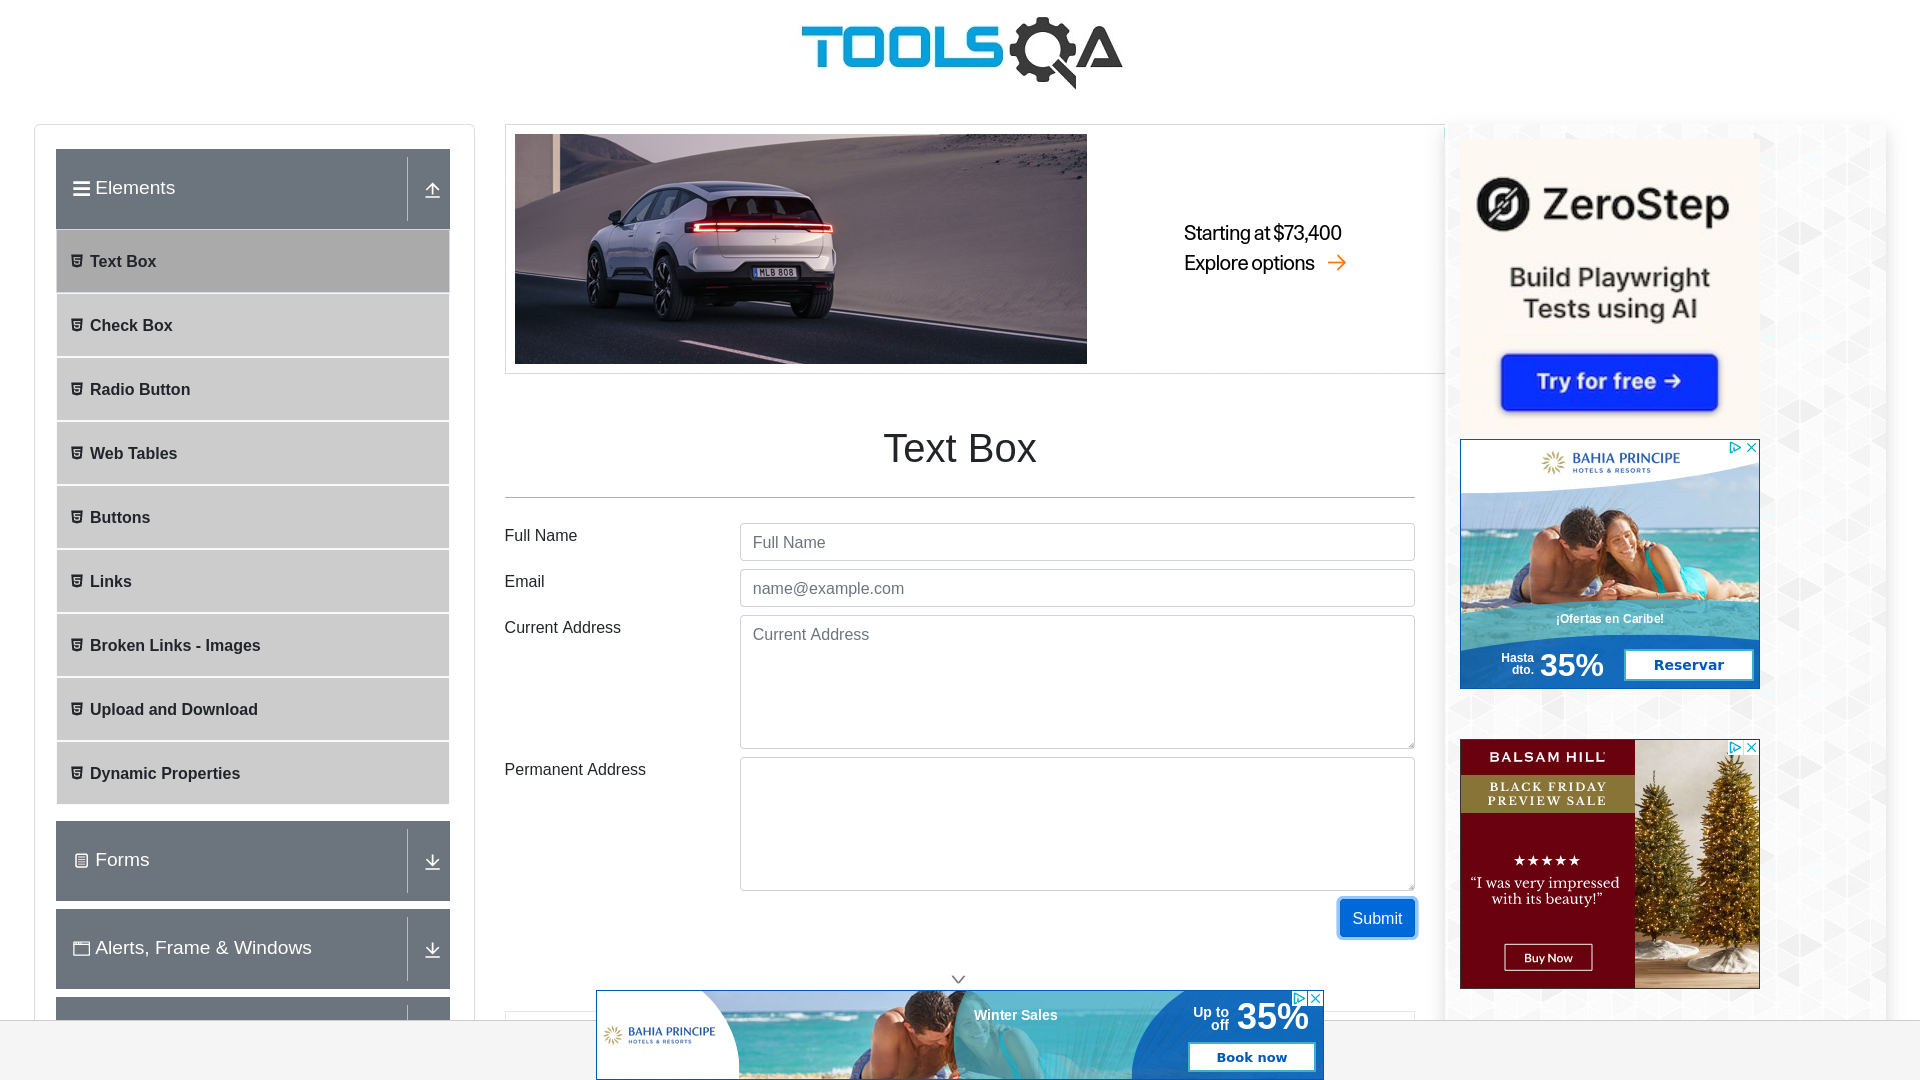 TOOLSQA
Elements
Text Box
Check Box
Radio Button
Web Tables
Buttons
Links
Broken Links - Images
Upload and Download
Dynamic Properties
Forms
Alerts, Frame & Windows
MLB 808
Starting at $73,400
Explore options
Text Box
Full Name
Full Name
Email
name@example.com
Current Address
Current Address
Permanent Address
Submit
ZeroStep
Build Playwright
Tests using AI
Try for free →
BAHIA PRINCIPE
HOTELS & RESORTS
¡Ofertas en Caribe!
Hasta
dto.
35%
Reservar
BALSAM HILL
BLACK FRIDAY
PREVIEW SALE
★★★★★
“I was very impressed
with its beauty!”
Buy Now
BAHIA PRINCIPE
HOTELS & RESORTS
Winter Sales
Up to
off
35%
Book now